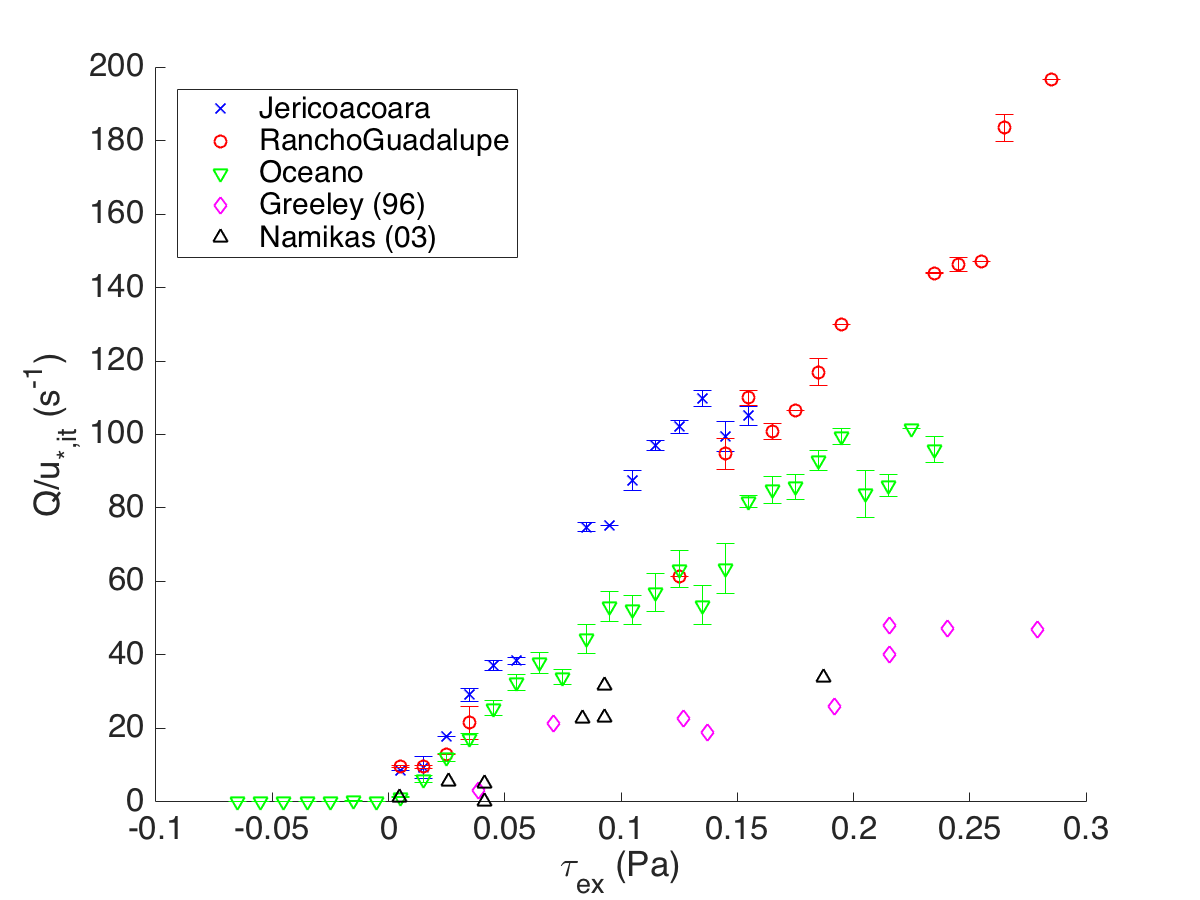 200
180
160
140
120
100
80
60
40
20
0
Q/u*,it (s-1)
Jericoacoara
RanchoGuadalupe
Oceano
Greeley (96)
Namikas (03)
-0.1 -0.05 0 0.05 0.1 0.15 0.2 0.25 0.3
τex (Pa)